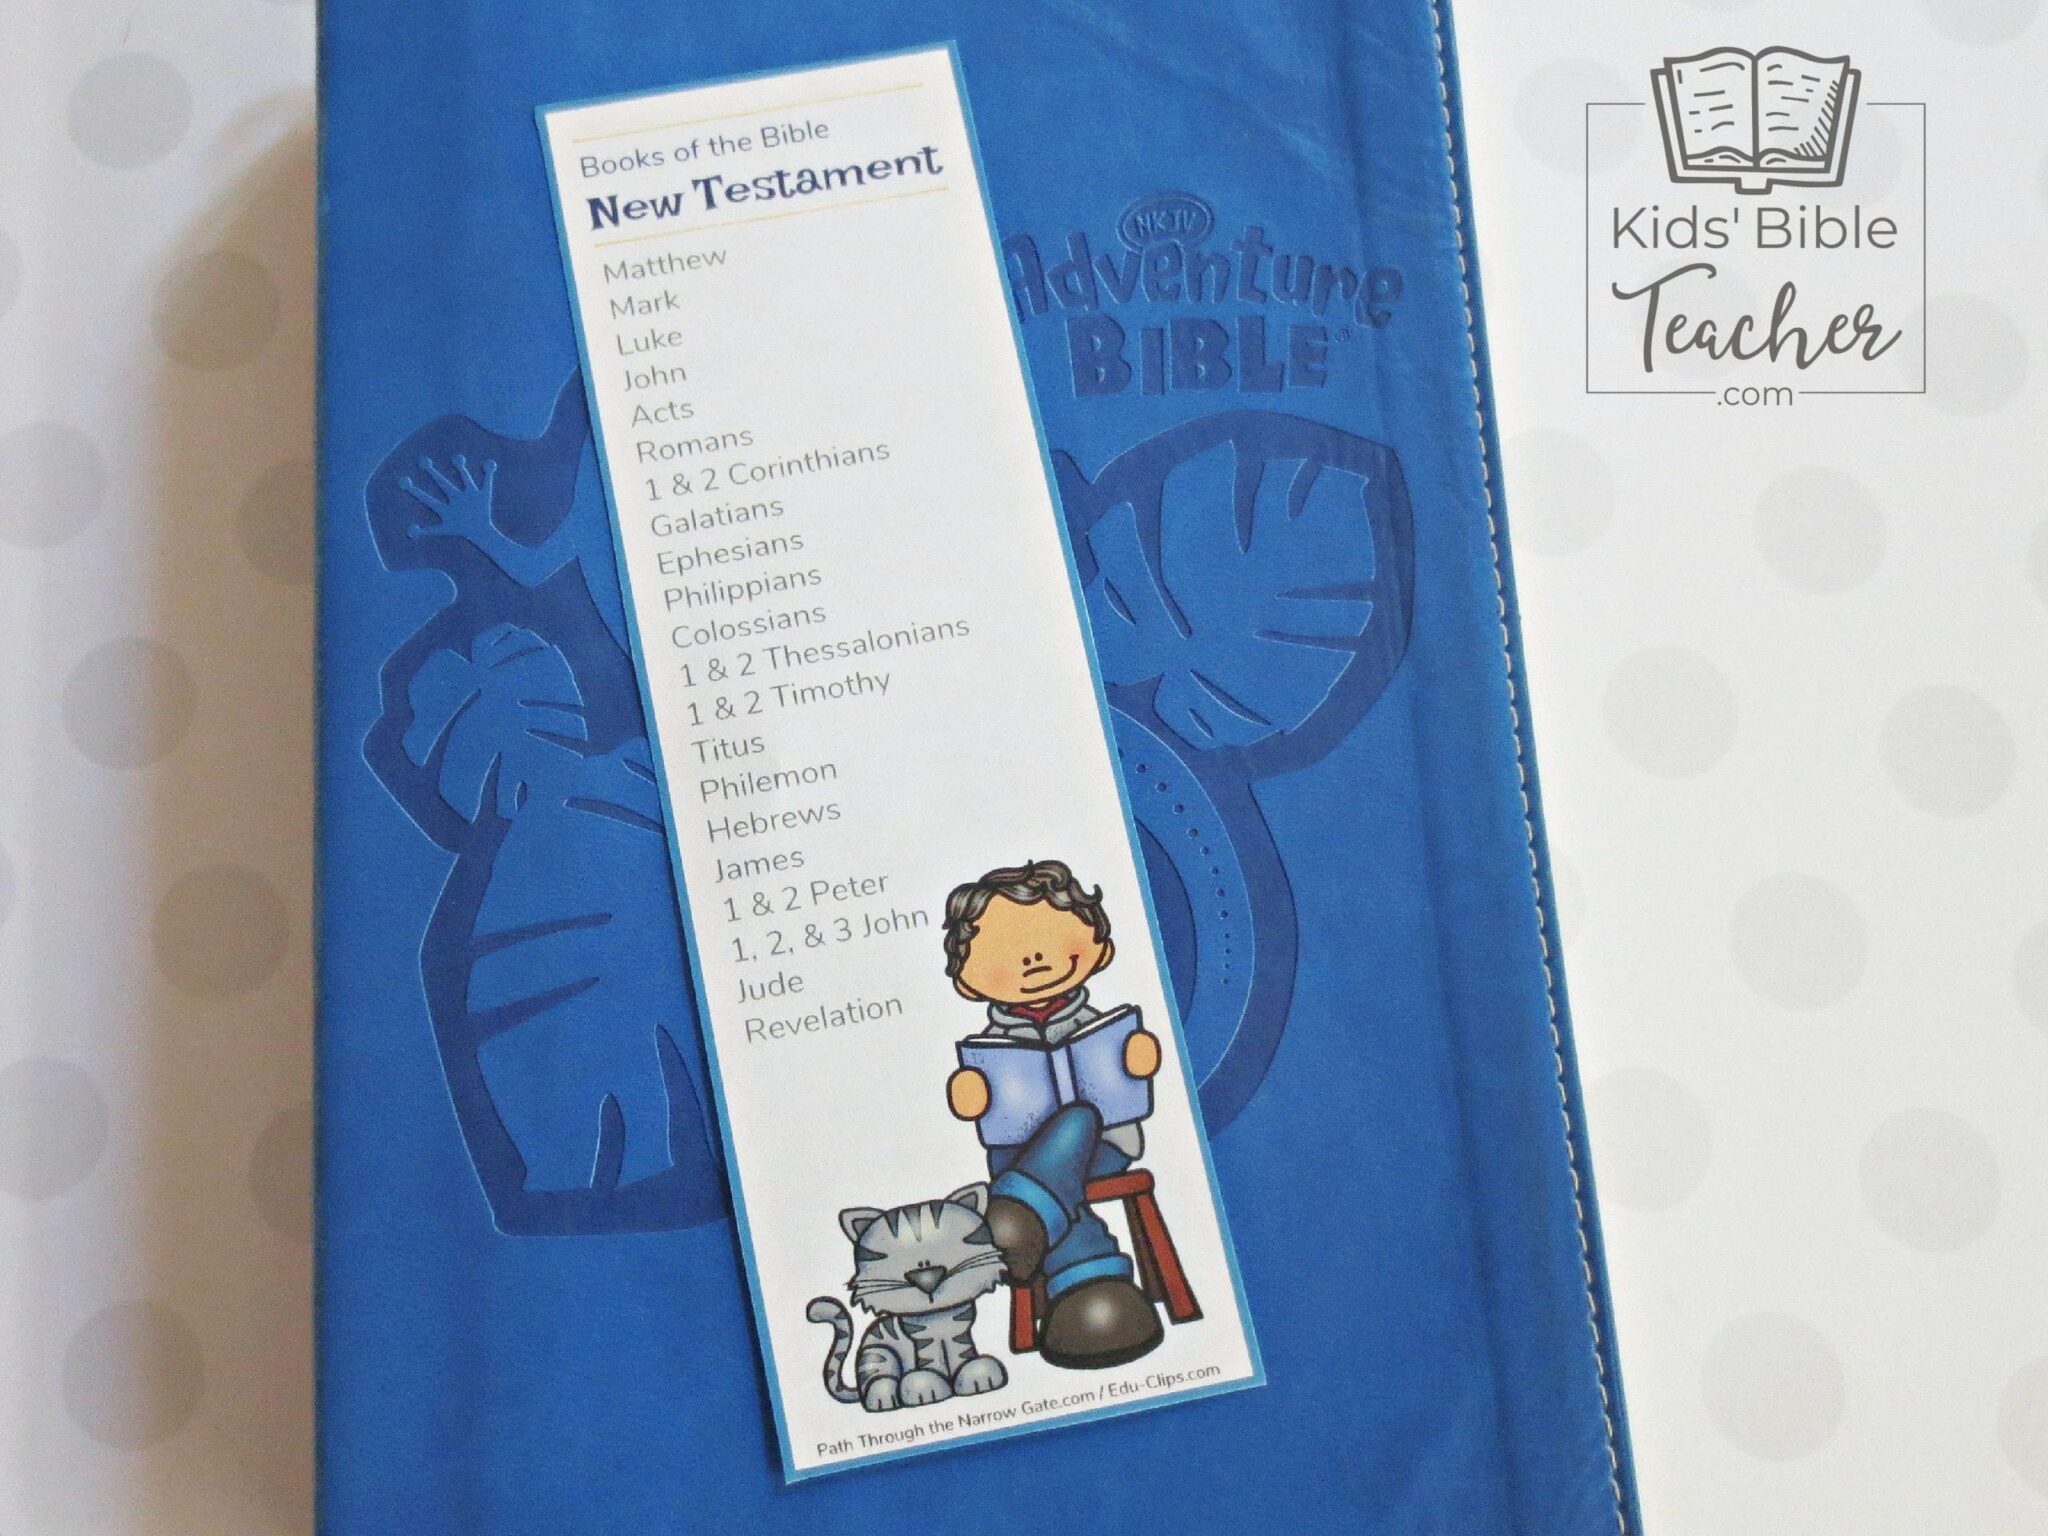 Books of the Bible
New Testament
Matthew
Mark
Luke
John
Acts
Romans
1 & 2 Corinthians
Galatians
Ephesians
Philippians
Colossians
1 & 2 Thessalonians
1 & 2 Timothy
Titus
Philemon
Hebrews
James
1 & 2 Peter
1, 2, & 3 John
Jude
Revelation
Path Through the Narrow Gate.com / Edu-Clips.com
NKJV
Adventure
BIBLE
Kids' Bible
Teacher
.com